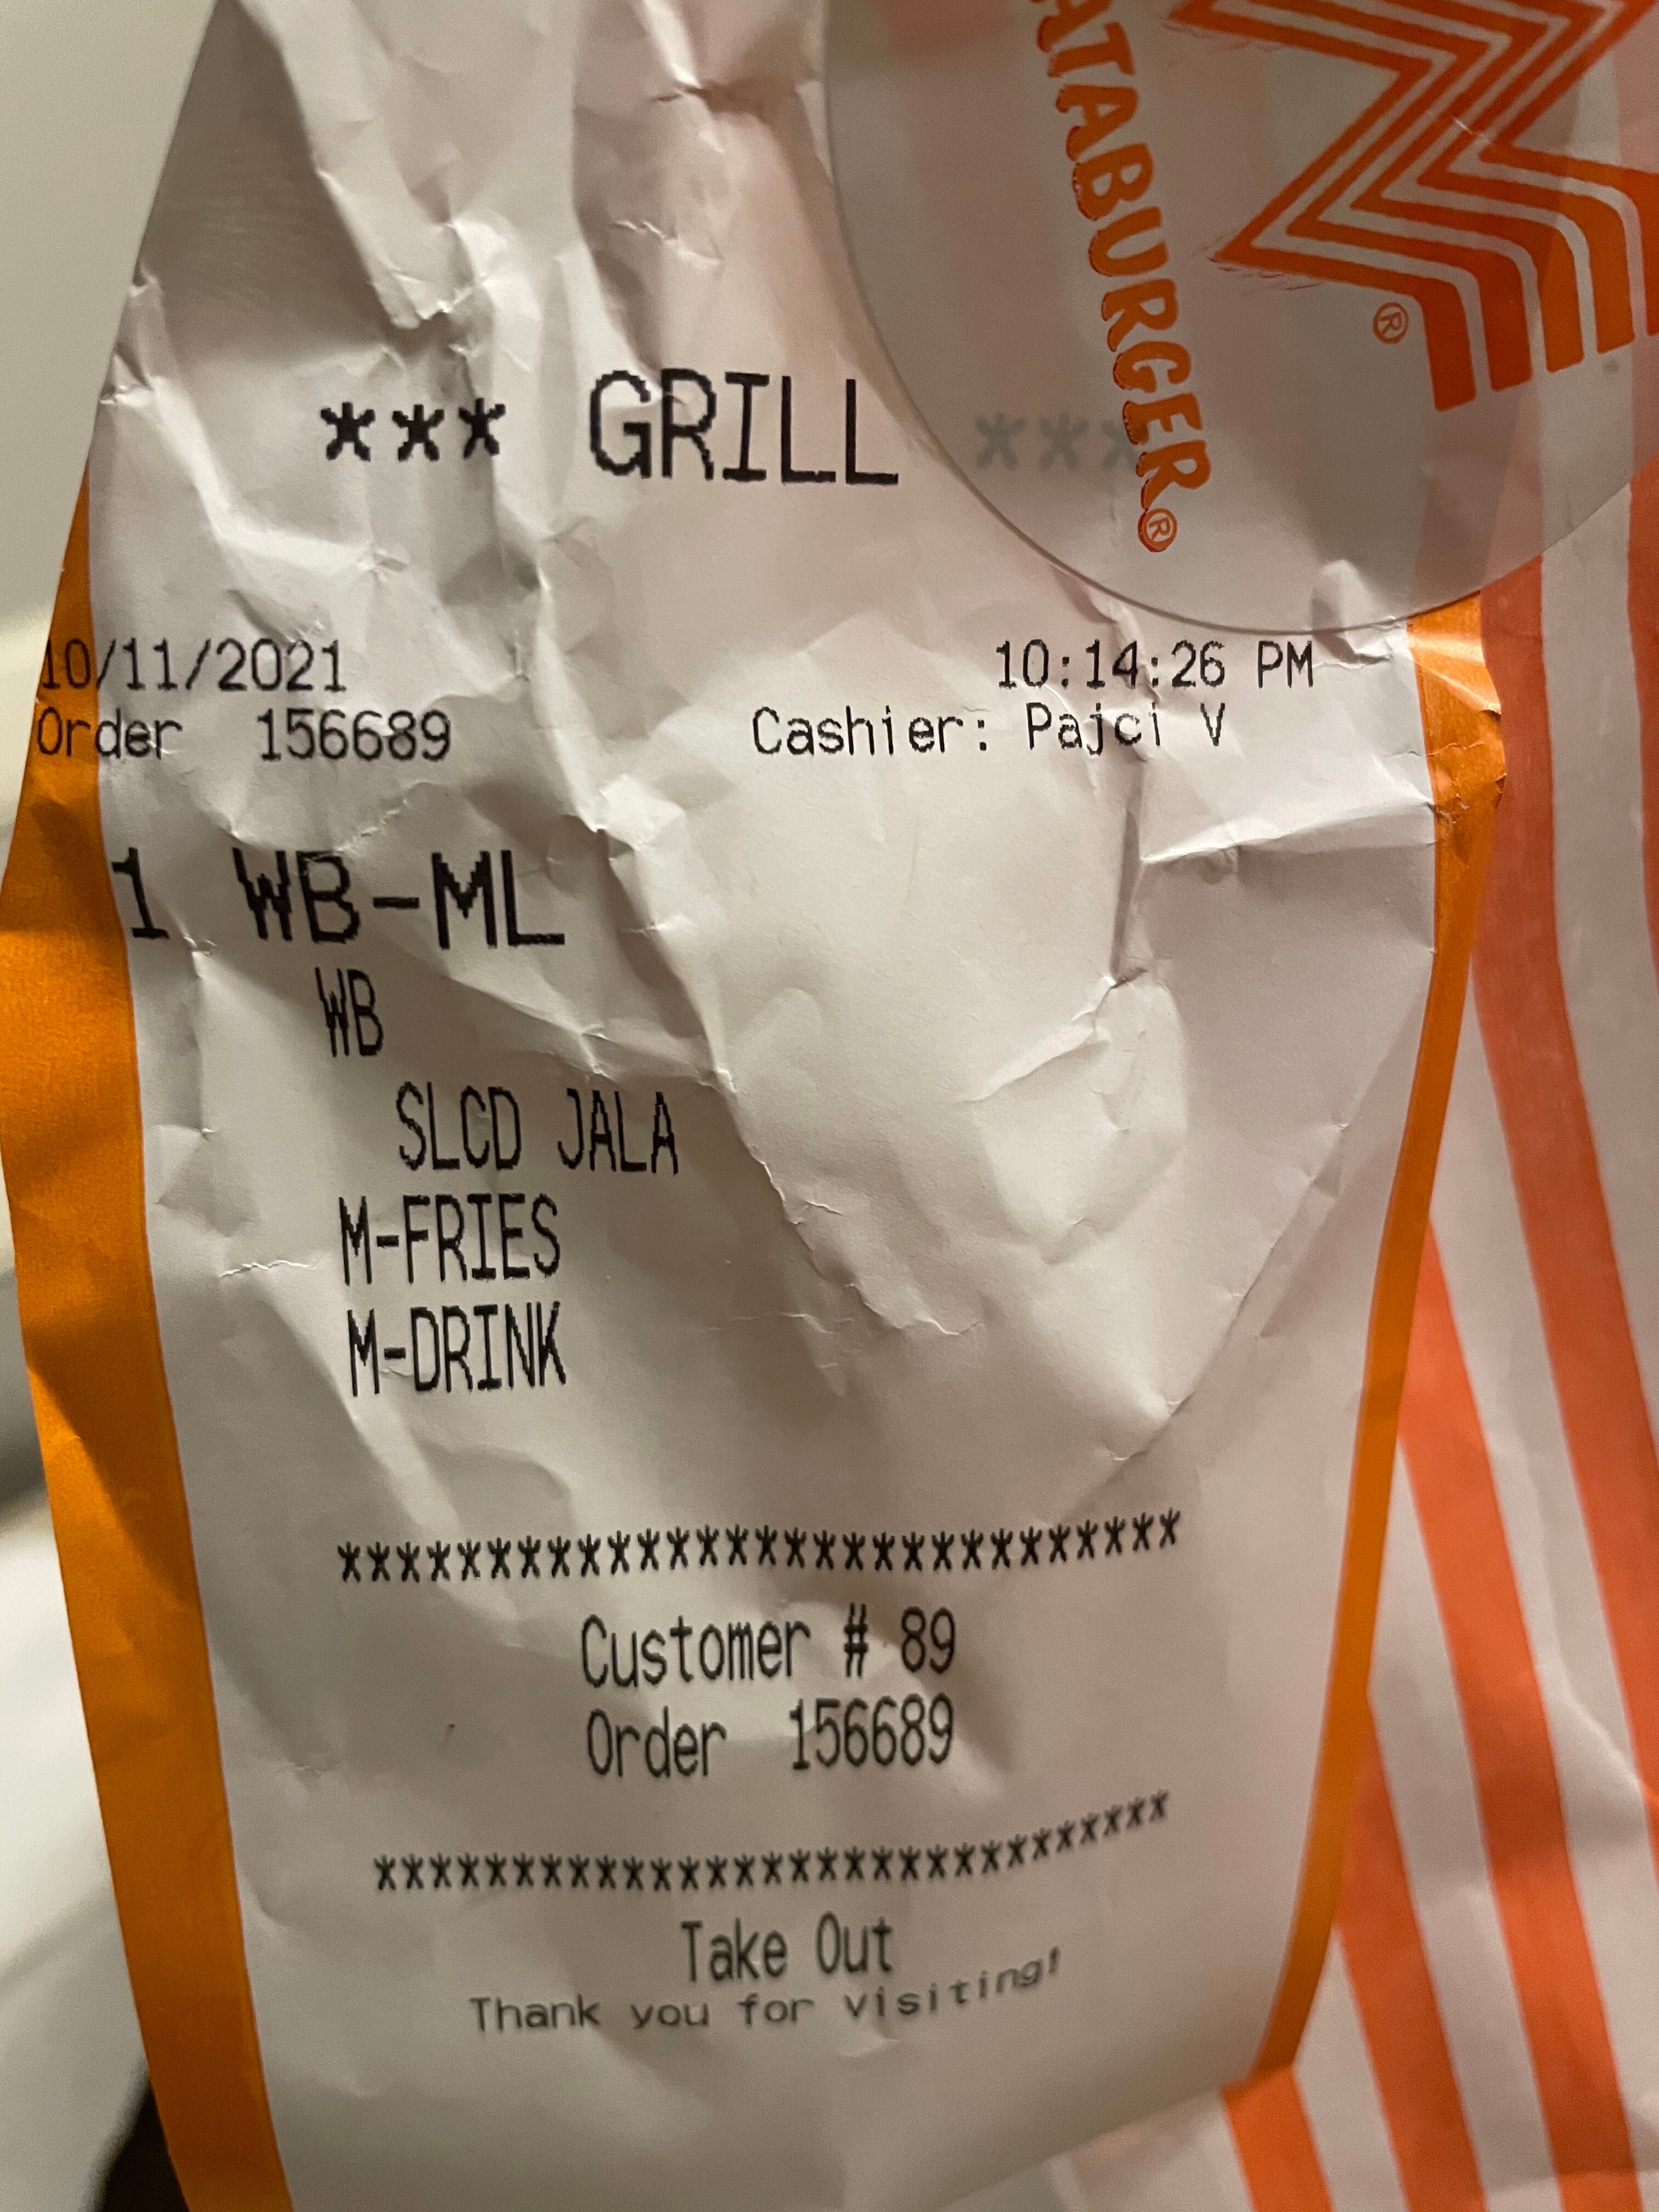 ATABURGER®
®
*** GRILL ***
10/11/2021 10:14:26 PM
Order 156689 Cashier: Pajci V
1 WB-ML
WB
SLCD JALA
M-FRIES
M-DRINK
****************************
Customer # 89
Order 156689
****************************
Take Out
Thank you for visiting!